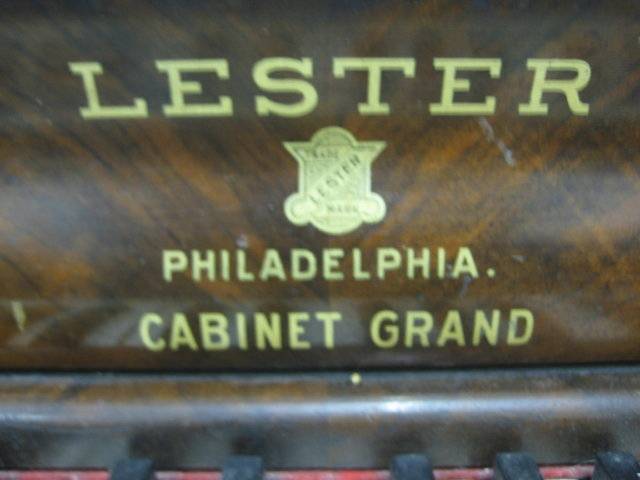 LESTER
TRADE
LESTER
MARK
PHILADELPHIA.
CABINET GRAND